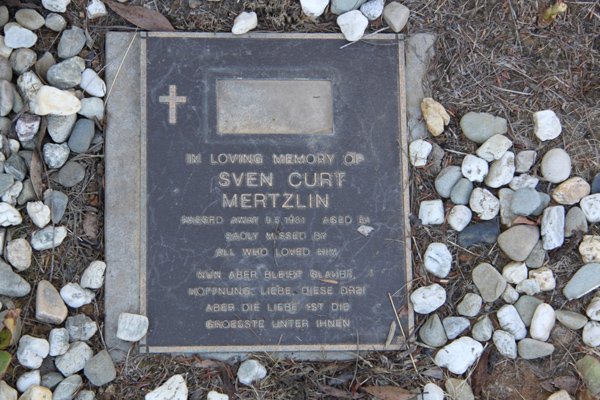 IN LOVING MEMORY OF
SVEN CURT
MERTZLIN
PASSED AWAY 9.5.1981 AGED 24
SADLY MISSED BY
ALL WHO LOVED HIM
NUN ABER BLEIBT GLAUBT,
HOFFNUNG, LIEBE, DIESE DREI
ABER DIE LIEBE IST DIE
GROESSTE UNTER IHNEN